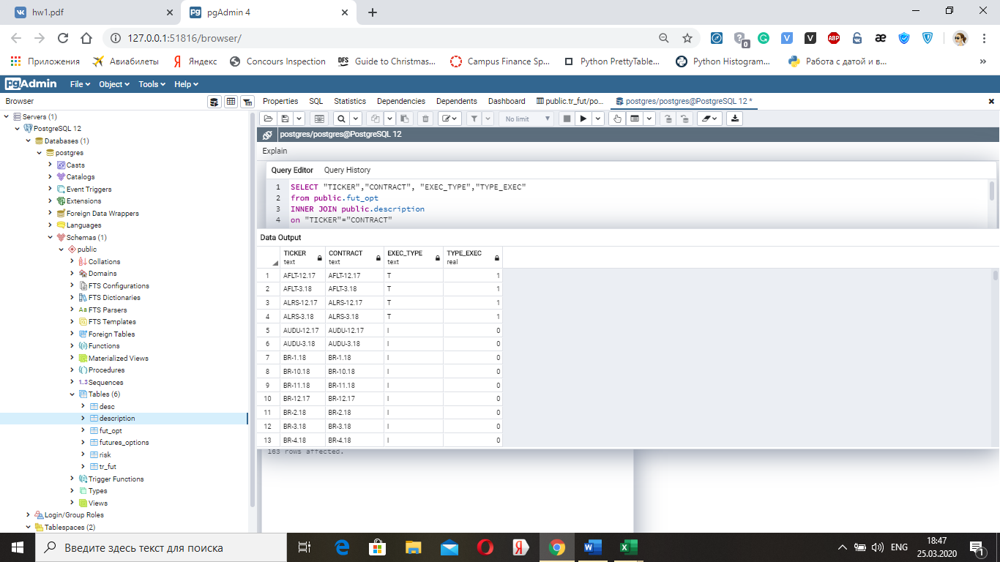 hw1.pdf
pgAdmin 4
127.0.0.1:51816/browser/
0
ABP
æ
Приложения
Авиабилеты
Яндекс
Concours Inspection
DFS Guide to Christmas...
Campus Finance Sp...
Python PrettyTable...
Python Histogram...
Работа с датой и в...
pgAdmin File Object Tools Help
Browser
Properties SQL Statistics Dependencies Dependents Dashboard public.tr_fut/po... postgres/postgres@PostgreSQL 12 *
No limit
postgres/postgres@PostgreSQL 12
Explain
Query Editor Query History
1 SELECT "TICKER","CONTRACT", "EXEC_TYPE","TYPE_EXEC"
2 from public.fut_opt
3 INNER JOIN public.description
4 on "TICKER"="CONTRACT"
Servers (1)
PostgreSQL 12
Databases (1)
postgres
Casts
Catalogs
Event Triggers
Extensions
Foreign Data Wrappers
Languages
Schemas (1)
public
Collations
Domains
FTS Configurations
FTS Dictionaries
FTS Parsers
FTS Templates
Foreign Tables
Functions
Materialized Views
Procedures
Sequences
Tables (6)
desc
description
fut_opt
futures_options
risk
tr_fut
Trigger Functions
Types
Views
Login/Group Roles
Tablespaces (2)
Data Output
TICKER text CONTRACT text EXEC_TYPE text TYPE_EXEC real
1 AFLT-12.17 AFLT-12.17 T 1
2 AFLT-3.18 AFLT-3.18 T 1
3 ALRS-12.17 ALRS-12.17 T 1
4 ALRS-3.18 ALRS-3.18 T 1
5 AUDU-12.17 AUDU-12.17 I 0
6 AUDU-3.18 AUDU-3.18 I 0
7 BR-1.18 BR-1.18 I 0
8 BR-10.18 BR-10.18 I 0
9 BR-11.18 BR-11.18 I 0
10 BR-12.17 BR-12.17 I 0
11 BR-2.18 BR-2.18 I 0
12 BR-3.18 BR-3.18 I 0
13 BR-4.18 BR-4.18 I 0
163 rows affected.
Введите здесь текст для поиска
ENG
18:47
25.03.2020
1